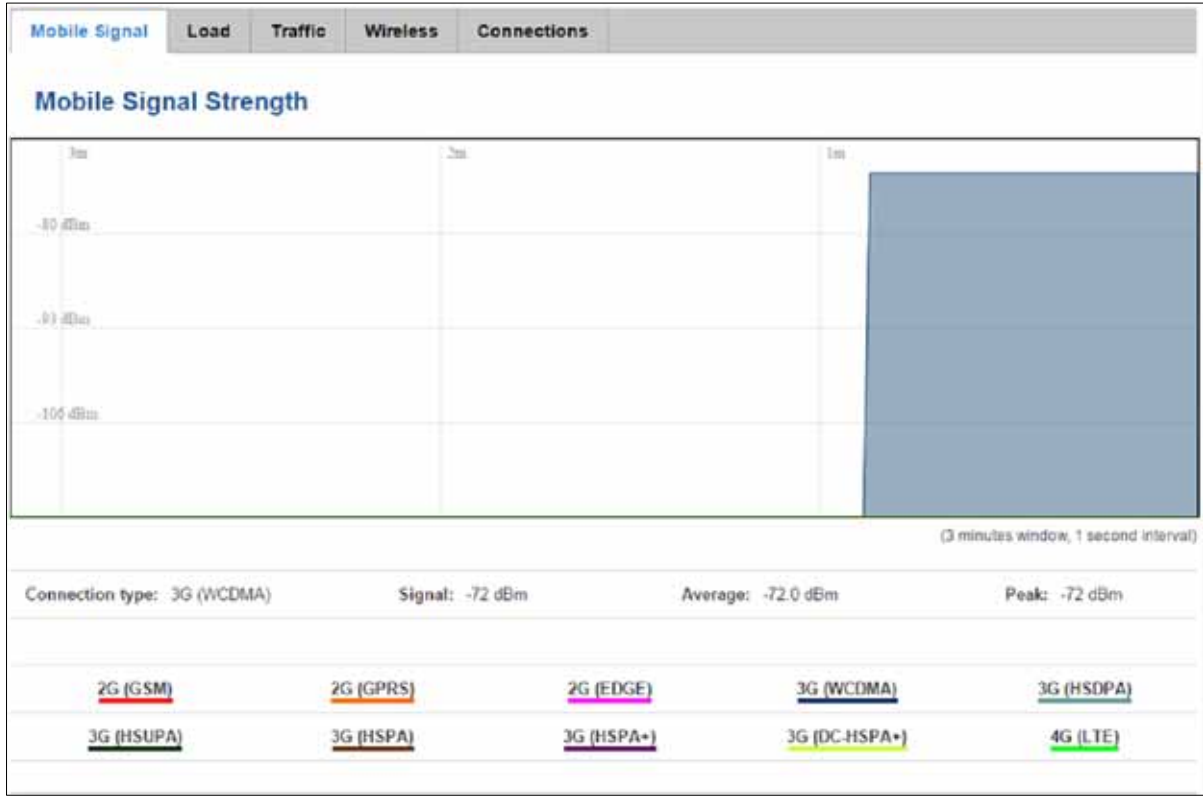 Mobile Signal Load Traffic Wireless Connections
Mobile Signal Strength
3m 2m 1m
-80 dBm
-93 dBm
-106 dBm
(3 minutes window, 1 second interval)
Connection type: 3G (WCDMA) Signal: -72 dBm Average: -72.0 dBm Peak: -72 dBm
2G (GSM) 2G (GPRS) 2G (EDGE) 3G (WCDMA) 3G (HSDPA)
3G (HSUPA) 3G (HSPA) 3G (HSPA+) 3G (DC-HSPA+) 4G (LTE)